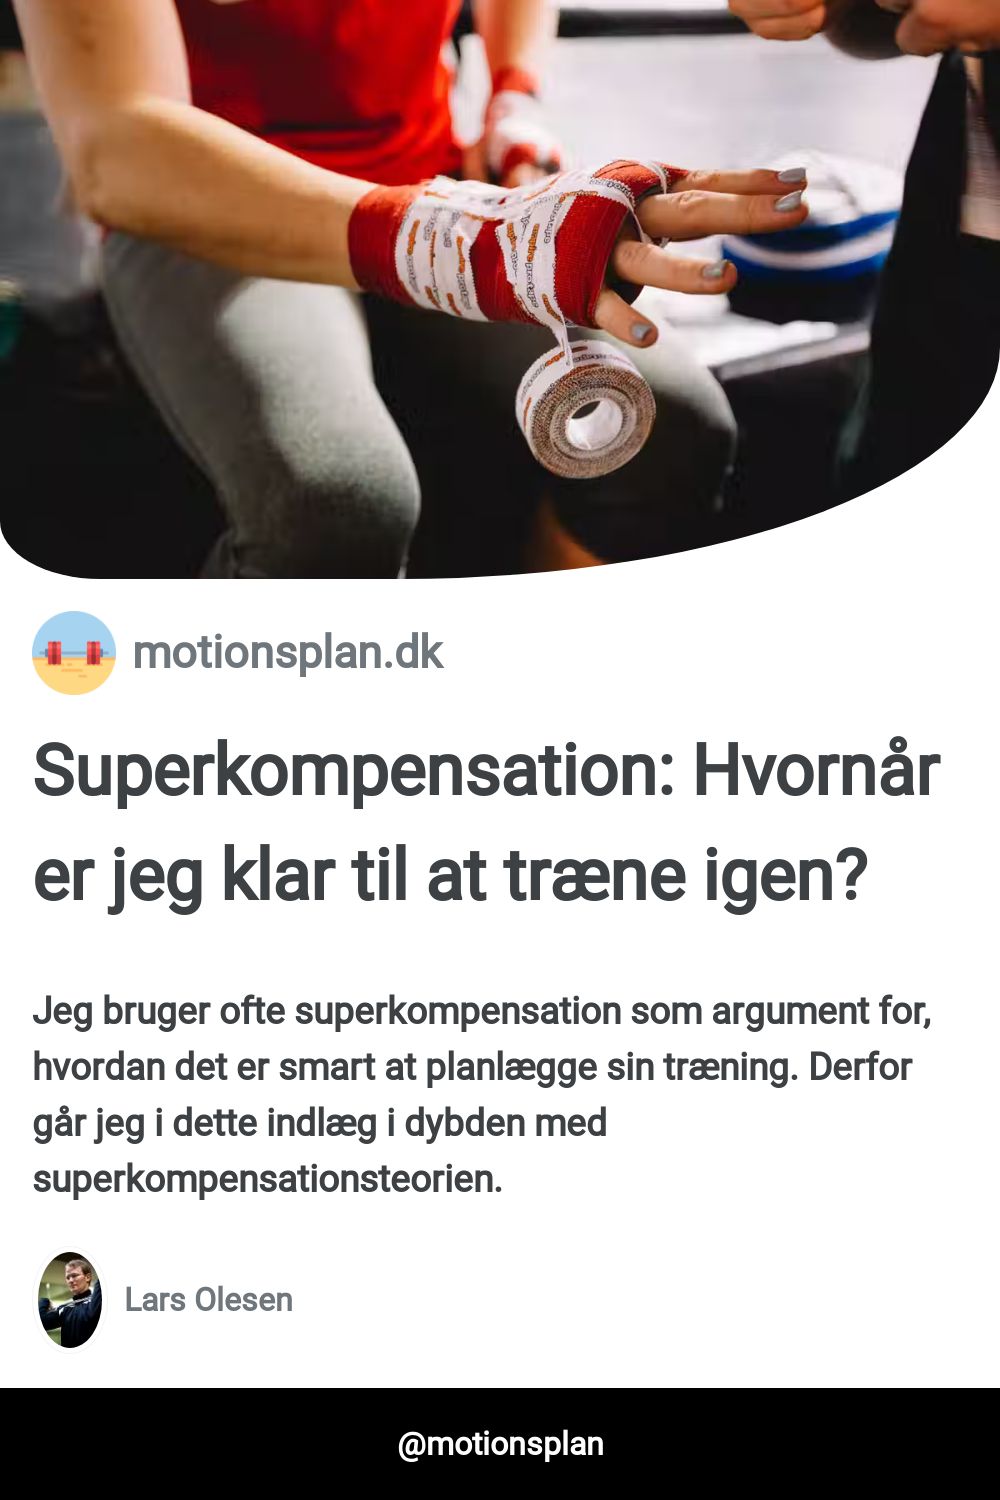 motionsplan.dk
Superkompensation: Hvornår
er jeg klar til at træne igen?
Jeg bruger ofte superkompensation som argument for,
hvordan det er smart at planlægge sin træning. Derfor
går jeg i dette indlæg i dybden med
superkompensationsteorien.
Lars Olesen
@motionsplan